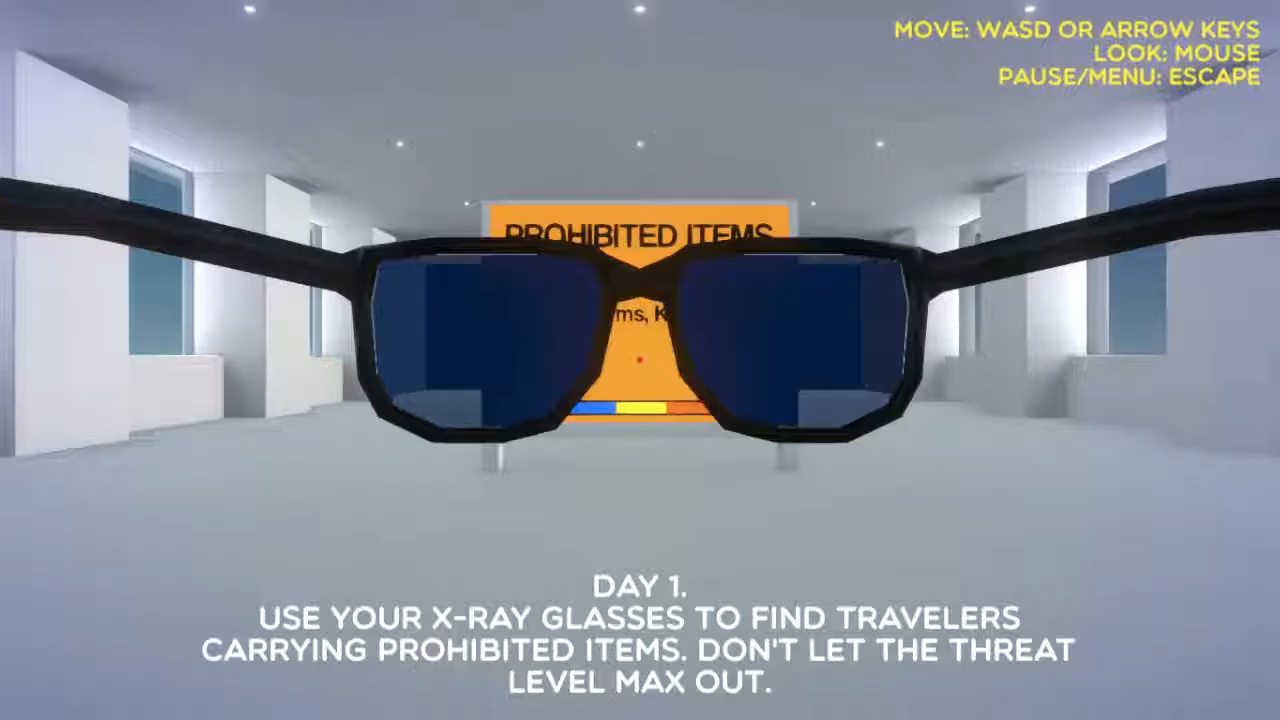 MOVE: WASD OR ARROW KEYS
LOOK: MOUSE
PAUSE/MENU: ESCAPE
PROHIBITED ITEMS
DAY 1.
USE YOUR X-RAY GLASSES TO FIND TRAVELERS
CARRYING PROHIBITED ITEMS. DON'T LET THE THREAT
LEVEL MAX OUT.